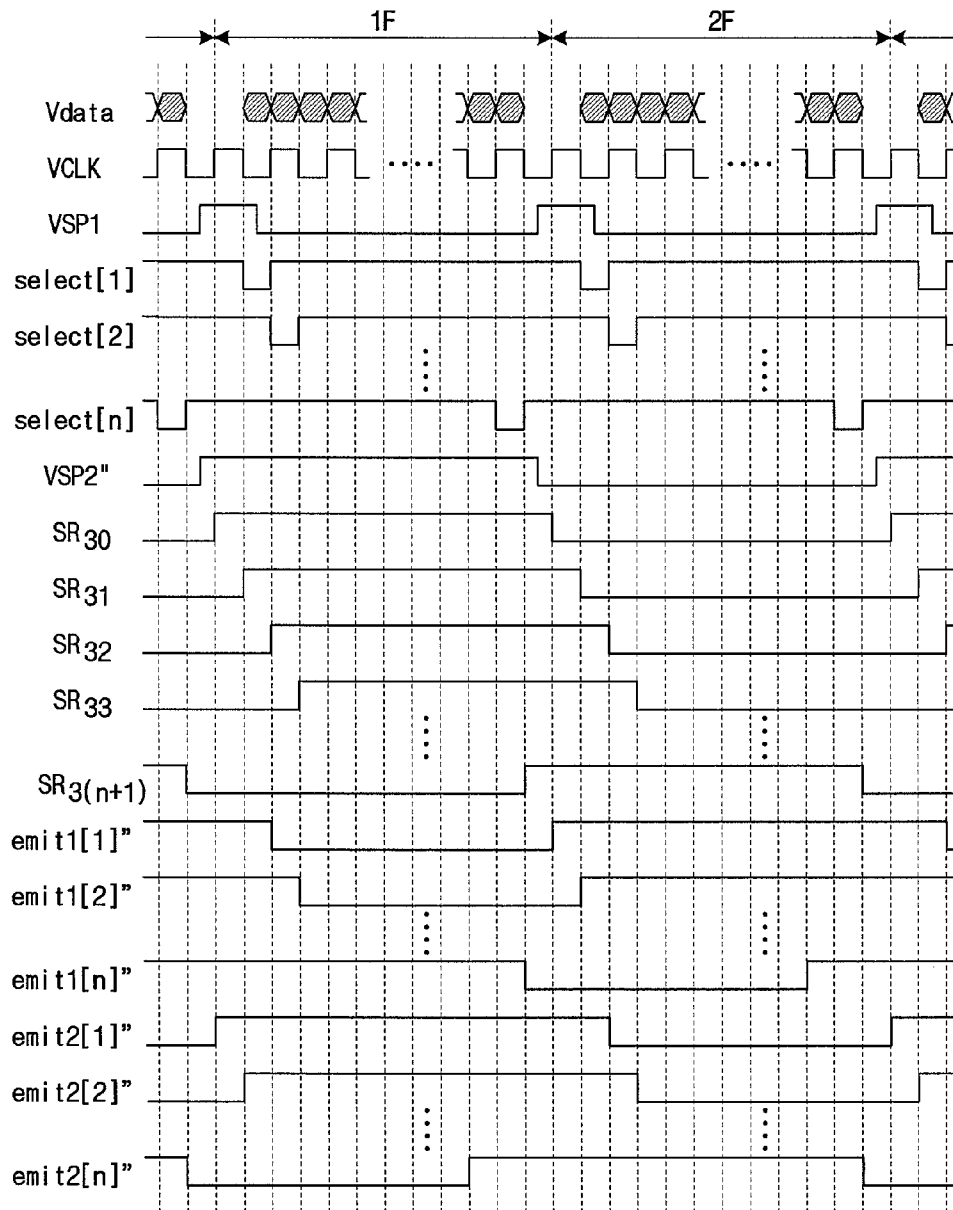 1F 2F
Vdata
VCLK
VSP1
select[1]
select[2]
select[n]
VSP2"
SR30
SR31
SR32
SR33
SR3(n+1)
emit1[1]”
emit1[2]”
emit1[n]”
emit2[1]”
emit2[2]”
emit2[n]”